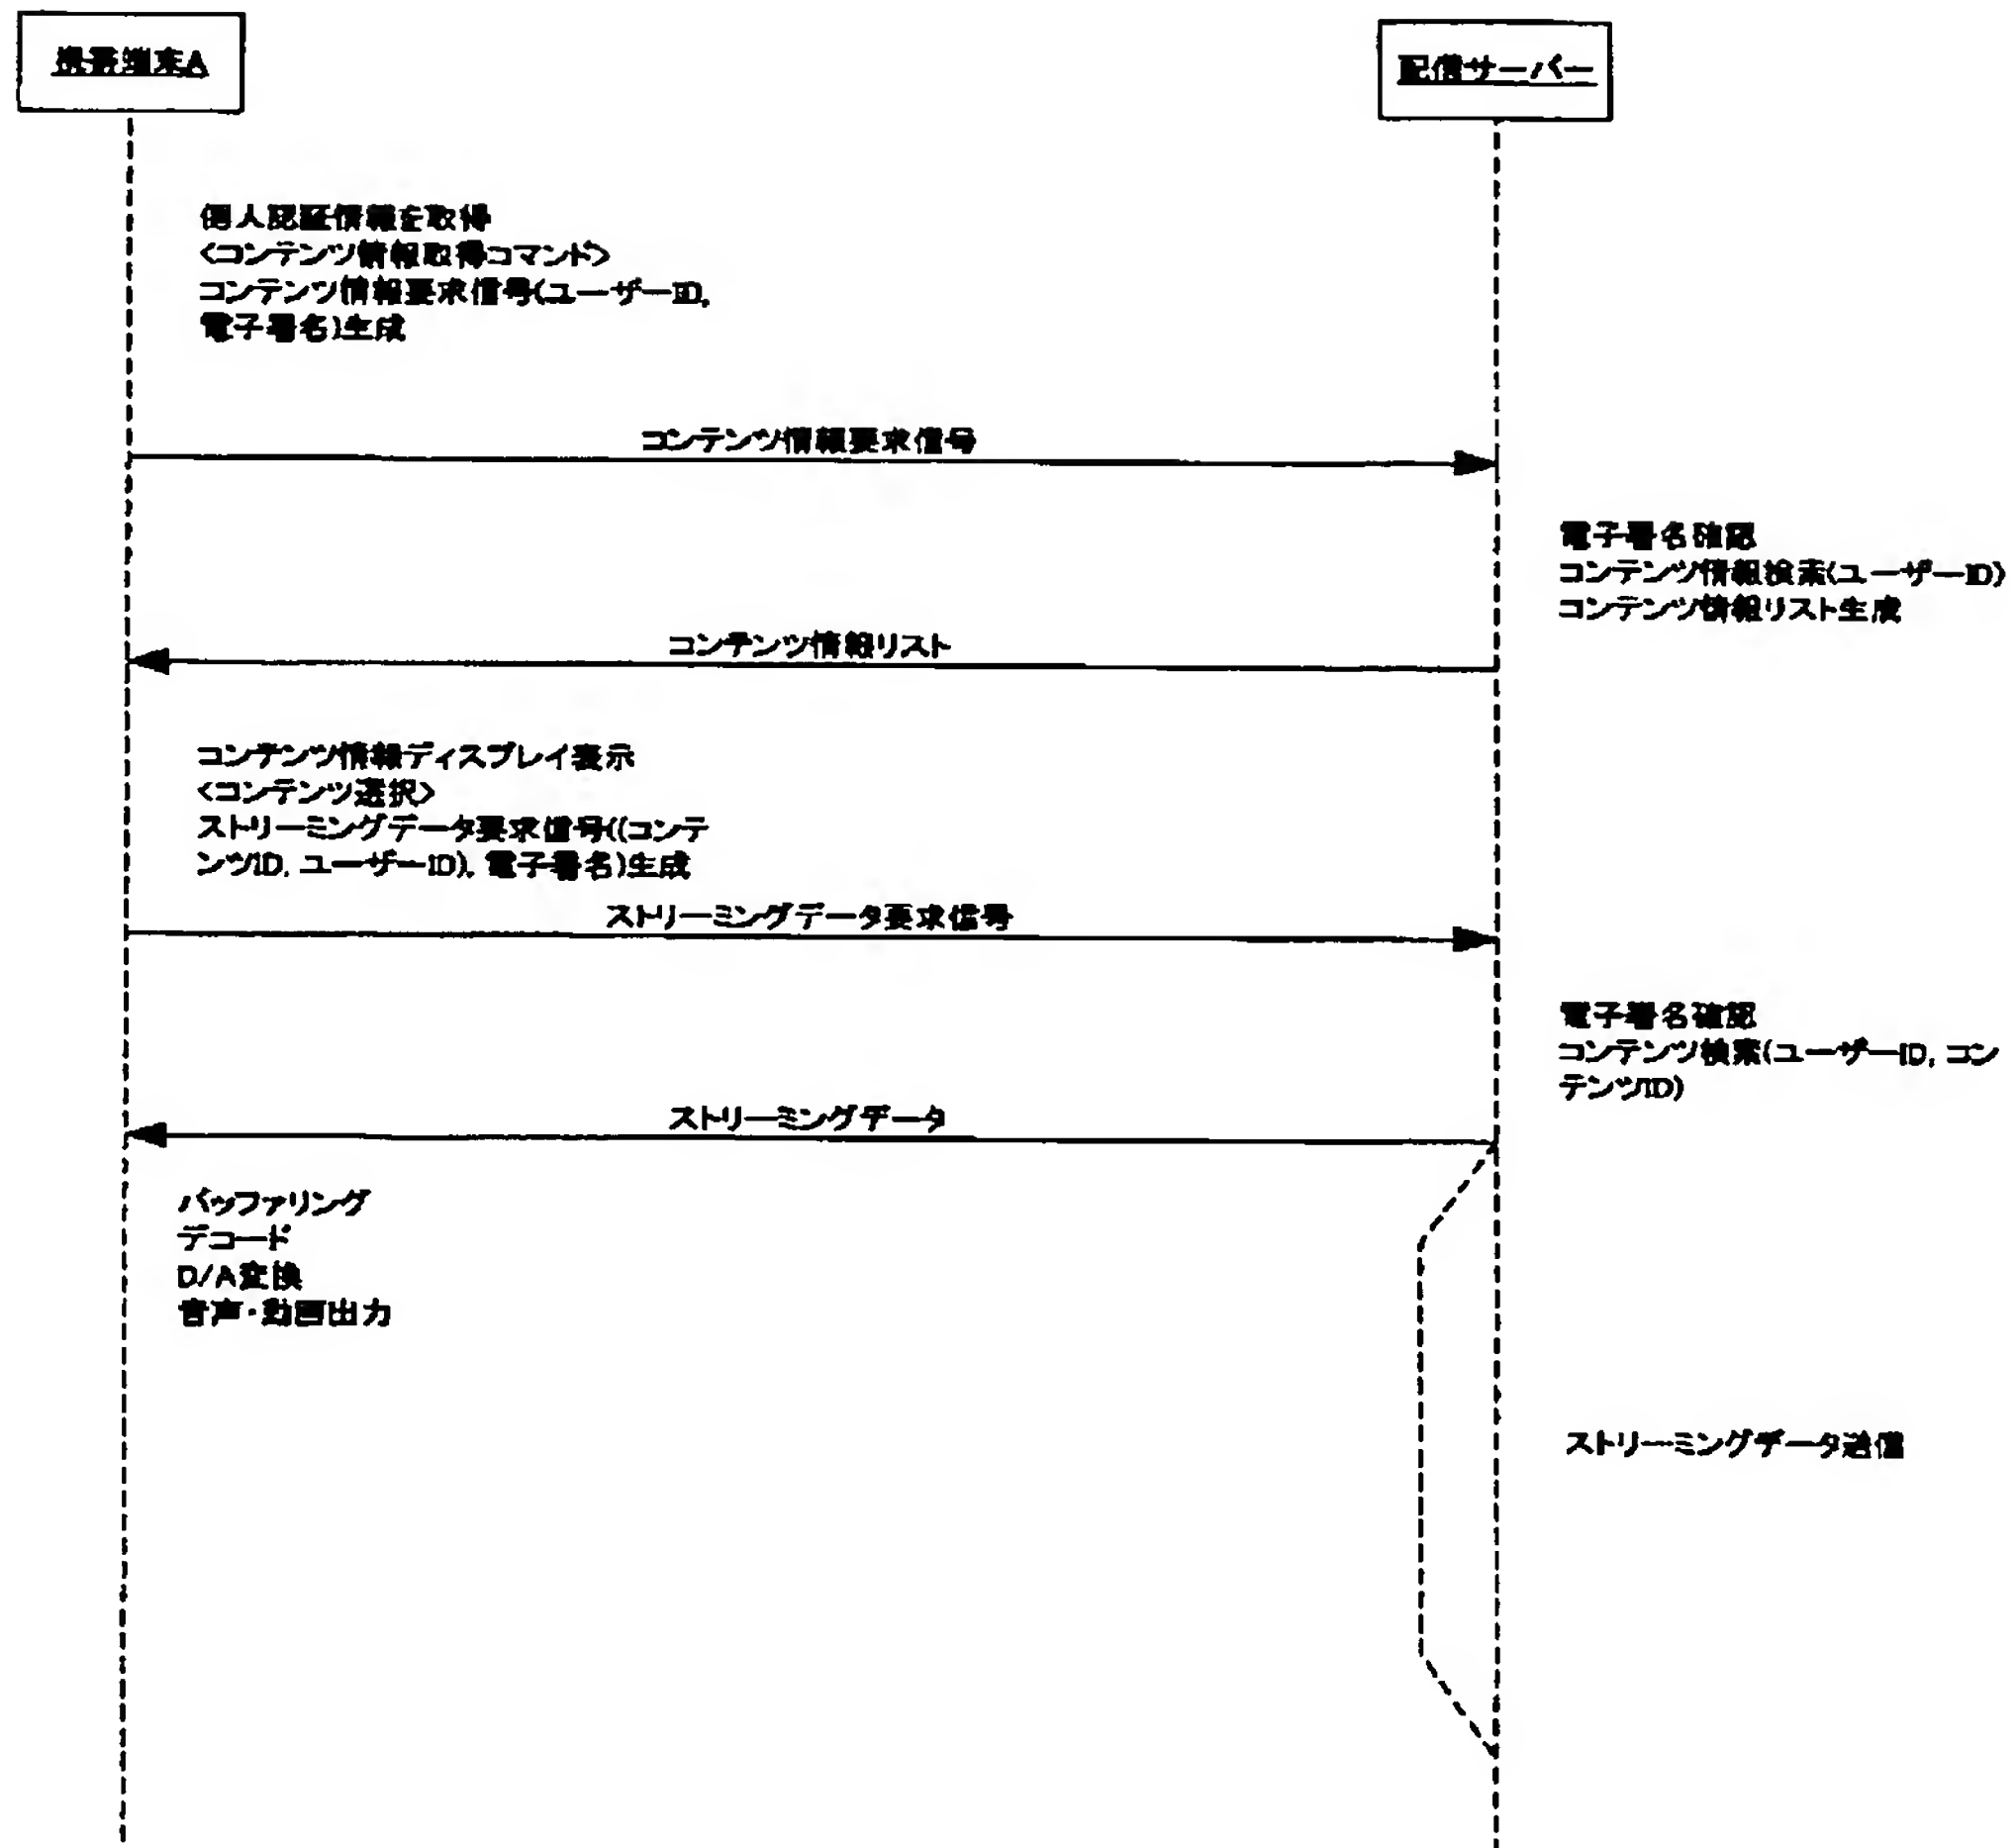 端末A
配信サーバー
個人認証情報を取得
<コンテンツ情報取得コマンド>
コンテンツ情報要求信号(ユーザーID,
電子署名)生成
コンテンツ情報要求信号
電子署名確認
コンテンツ情報検索(ユーザーID)
コンテンツ情報リスト生成
コンテンツ情報リスト
コンテンツ情報ディスプレイ表示
<コンテンツ選択>
ストリーミングデータ要求信号((コンテ
ンツID, ユーザーID), 電子署名)生成
ストリーミングデータ要求信号
電子署名確認
コンテンツ検索(ユーザーID, コン
テンツID)
ストリーミングデータ
バッファリング
デコード
D/A変換
音声・動画出力
ストリーミングデータ送信